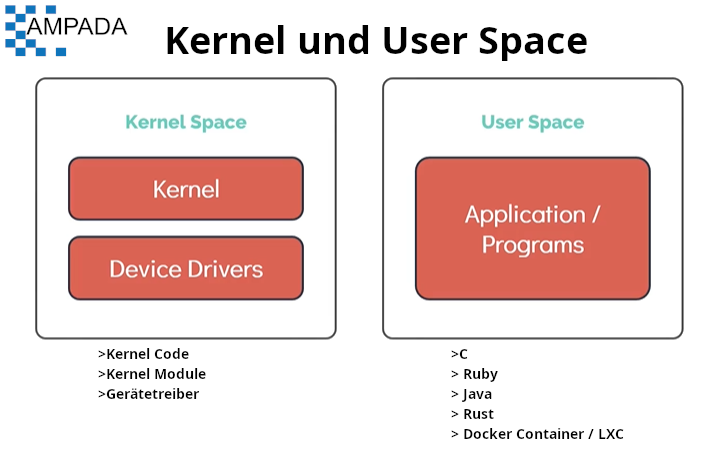 AMPADA
Kernel und User Space
Kernel Space
Kernel
Device Drivers
>Kernel Code
>Kernel Module
>Gerätetreiber
User Space
Application /
Programs
>C
> Ruby
> Java
> Rust
> Docker Container / LXC